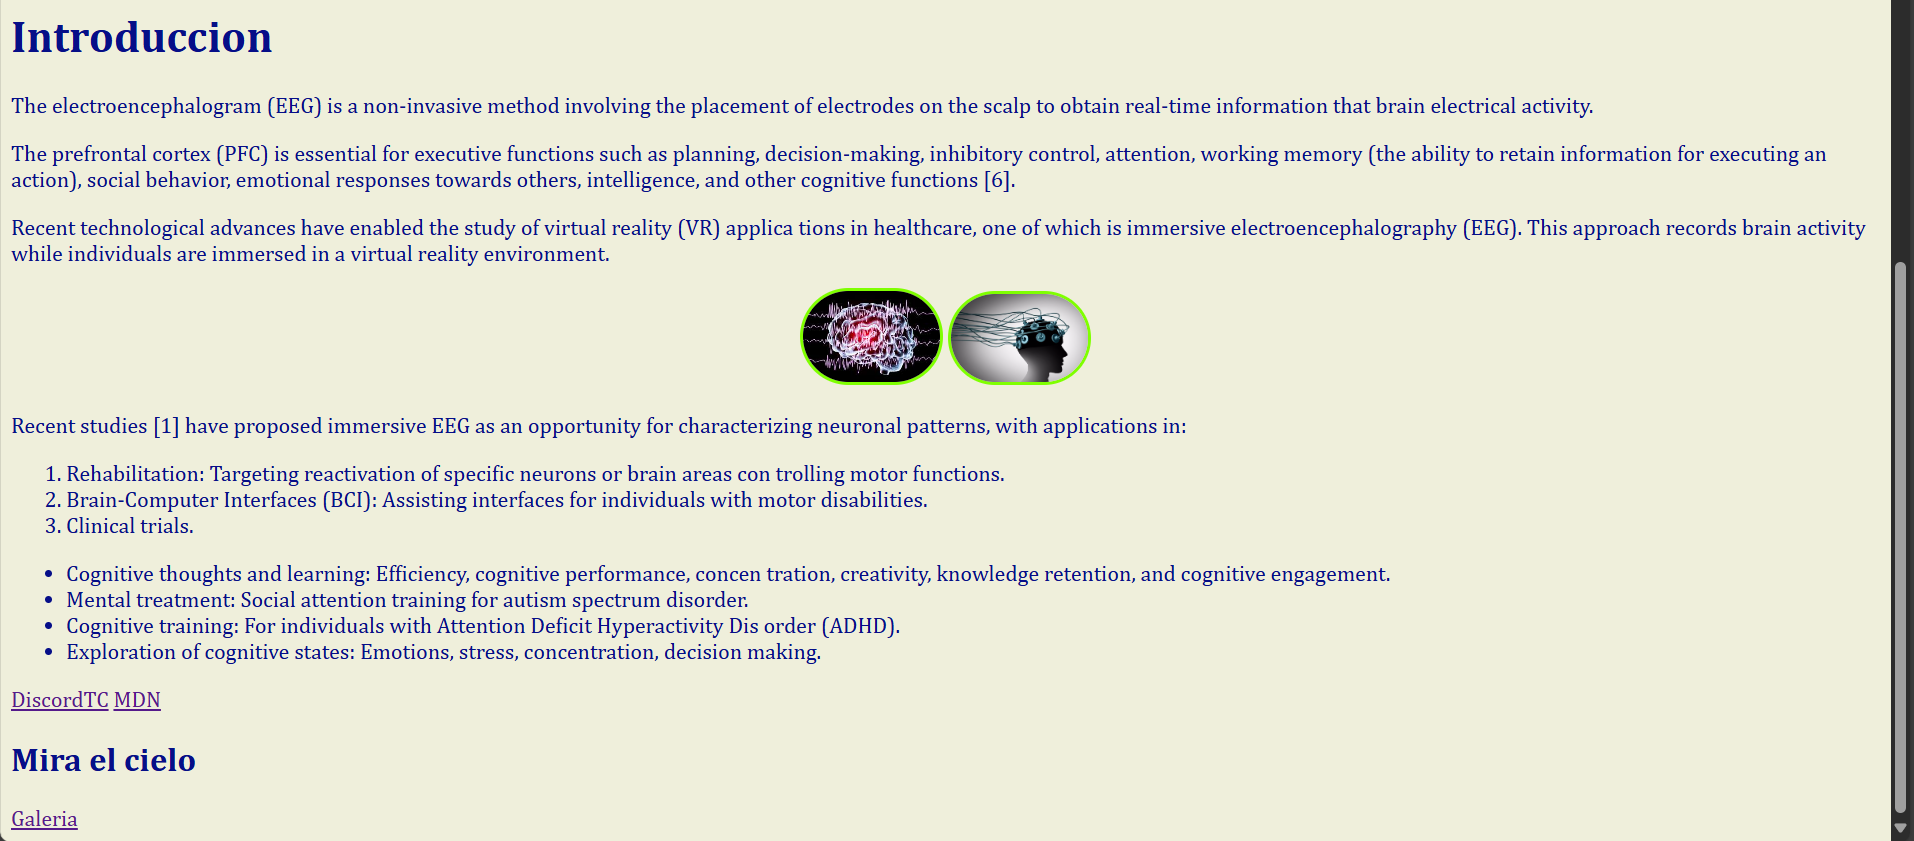 Introduccion
The electroencephalogram (EEG) is a non-invasive method involving the placement of electrodes on the scalp to obtain real-time information that brain electrical activity.
The prefrontal cortex (PFC) is essential for executive functions such as planning, decision-making, inhibitory control, attention, working memory (the ability to retain information for executing an
action), social behavior, emotional responses towards others, intelligence, and other cognitive functions [6].
Recent technological advances have enabled the study of virtual reality (VR) applica tions in healthcare, one of which is immersive electroencephalography (EEG). This approach records brain activity
while individuals are immersed in a virtual reality environment.
Recent studies [1] have proposed immersive EEG as an opportunity for characterizing neuronal patterns, with applications in:
1. Rehabilitation: Targeting reactivation of specific neurons or brain areas con trolling motor functions.
2. Brain-Computer Interfaces (BCI): Assisting interfaces for individuals with motor disabilities.
3. Clinical trials.
• Cognitive thoughts and learning: Efficiency, cognitive performance, concen tration, creativity, knowledge retention, and cognitive engagement.
• Mental treatment: Social attention training for autism spectrum disorder.
• Cognitive training: For individuals with Attention Deficit Hyperactivity Dis order (ADHD).
• Exploration of cognitive states: Emotions, stress, concentration, decision making.
DiscordTC MDN
Mira el cielo
Galeria